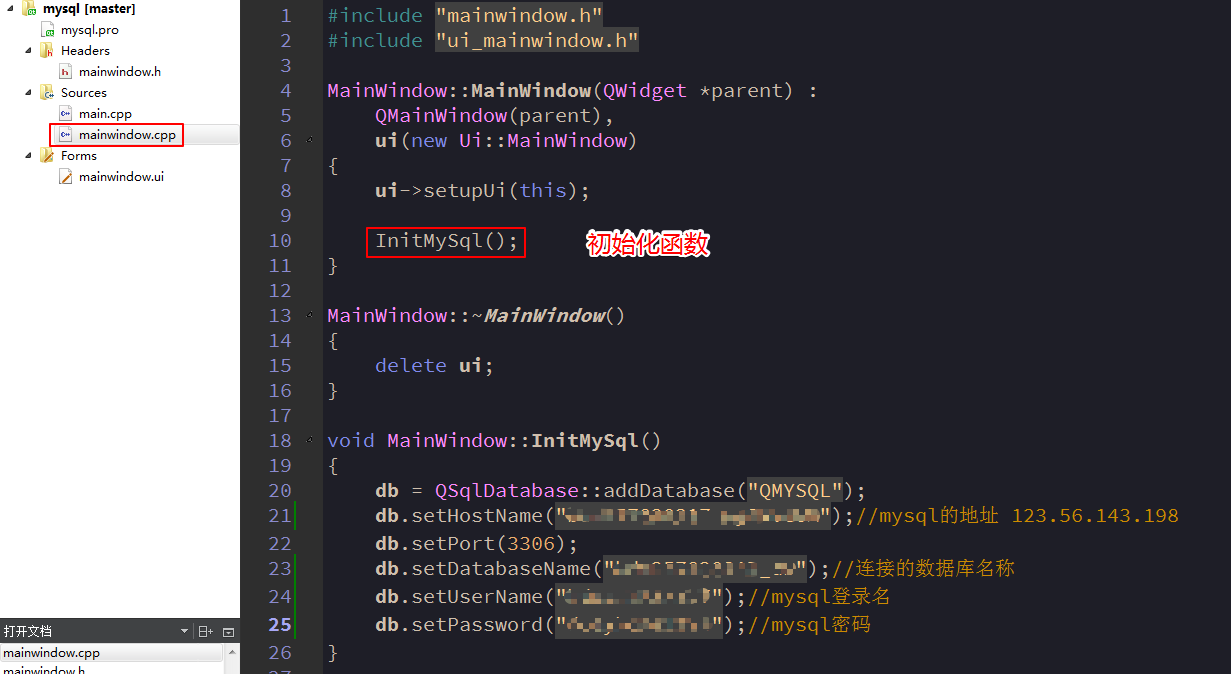 mysql [master]
mysql.pro
Headers
mainwindow.h
Sources
main.cpp
mainwindow.cpp
Forms
mainwindow.ui
打开文档
mainwindow.cpp
mainwindow.h
1 #include "mainwindow.h"
2 #include "ui_mainwindow.h"
3
4 MainWindow::MainWindow(QWidget *parent) :
5 QMainWindow(parent),
6 ui(new Ui::MainWindow)
7 {
8 ui->setupUi(this);
9
10 InitMySql(); 初始化函数
11 }
12
13 MainWindow::~MainWindow()
14 {
15 delete ui;
16 }
17
18 void MainWindow::InitMySql()
19 {
20 db = QSqlDatabase::addDatabase("QMYSQL");
21 db.setHostName("");//mysql的地址 123.56.143.198
22 db.setPort(3306);
23 db.setDatabaseName("");//连接的数据库名称
24 db.setUserName("");//mysql登录名
25 db.setPassword("");//mysql密码
26 }